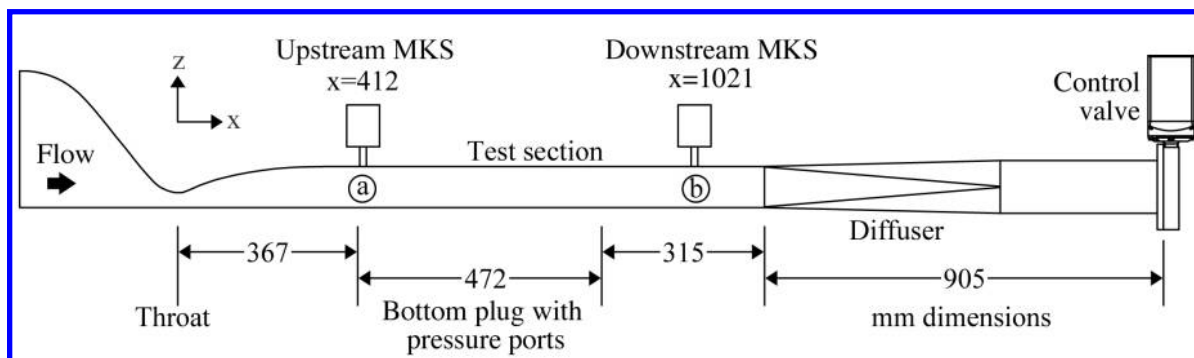 Upstream MKS
x=412
Downstream MKS
x=1021
Control
valve
z
x
Flow
Test section
a
b
Diffuser
367
472
315
905
Throat
Bottom plug with
pressure ports
mm dimensions